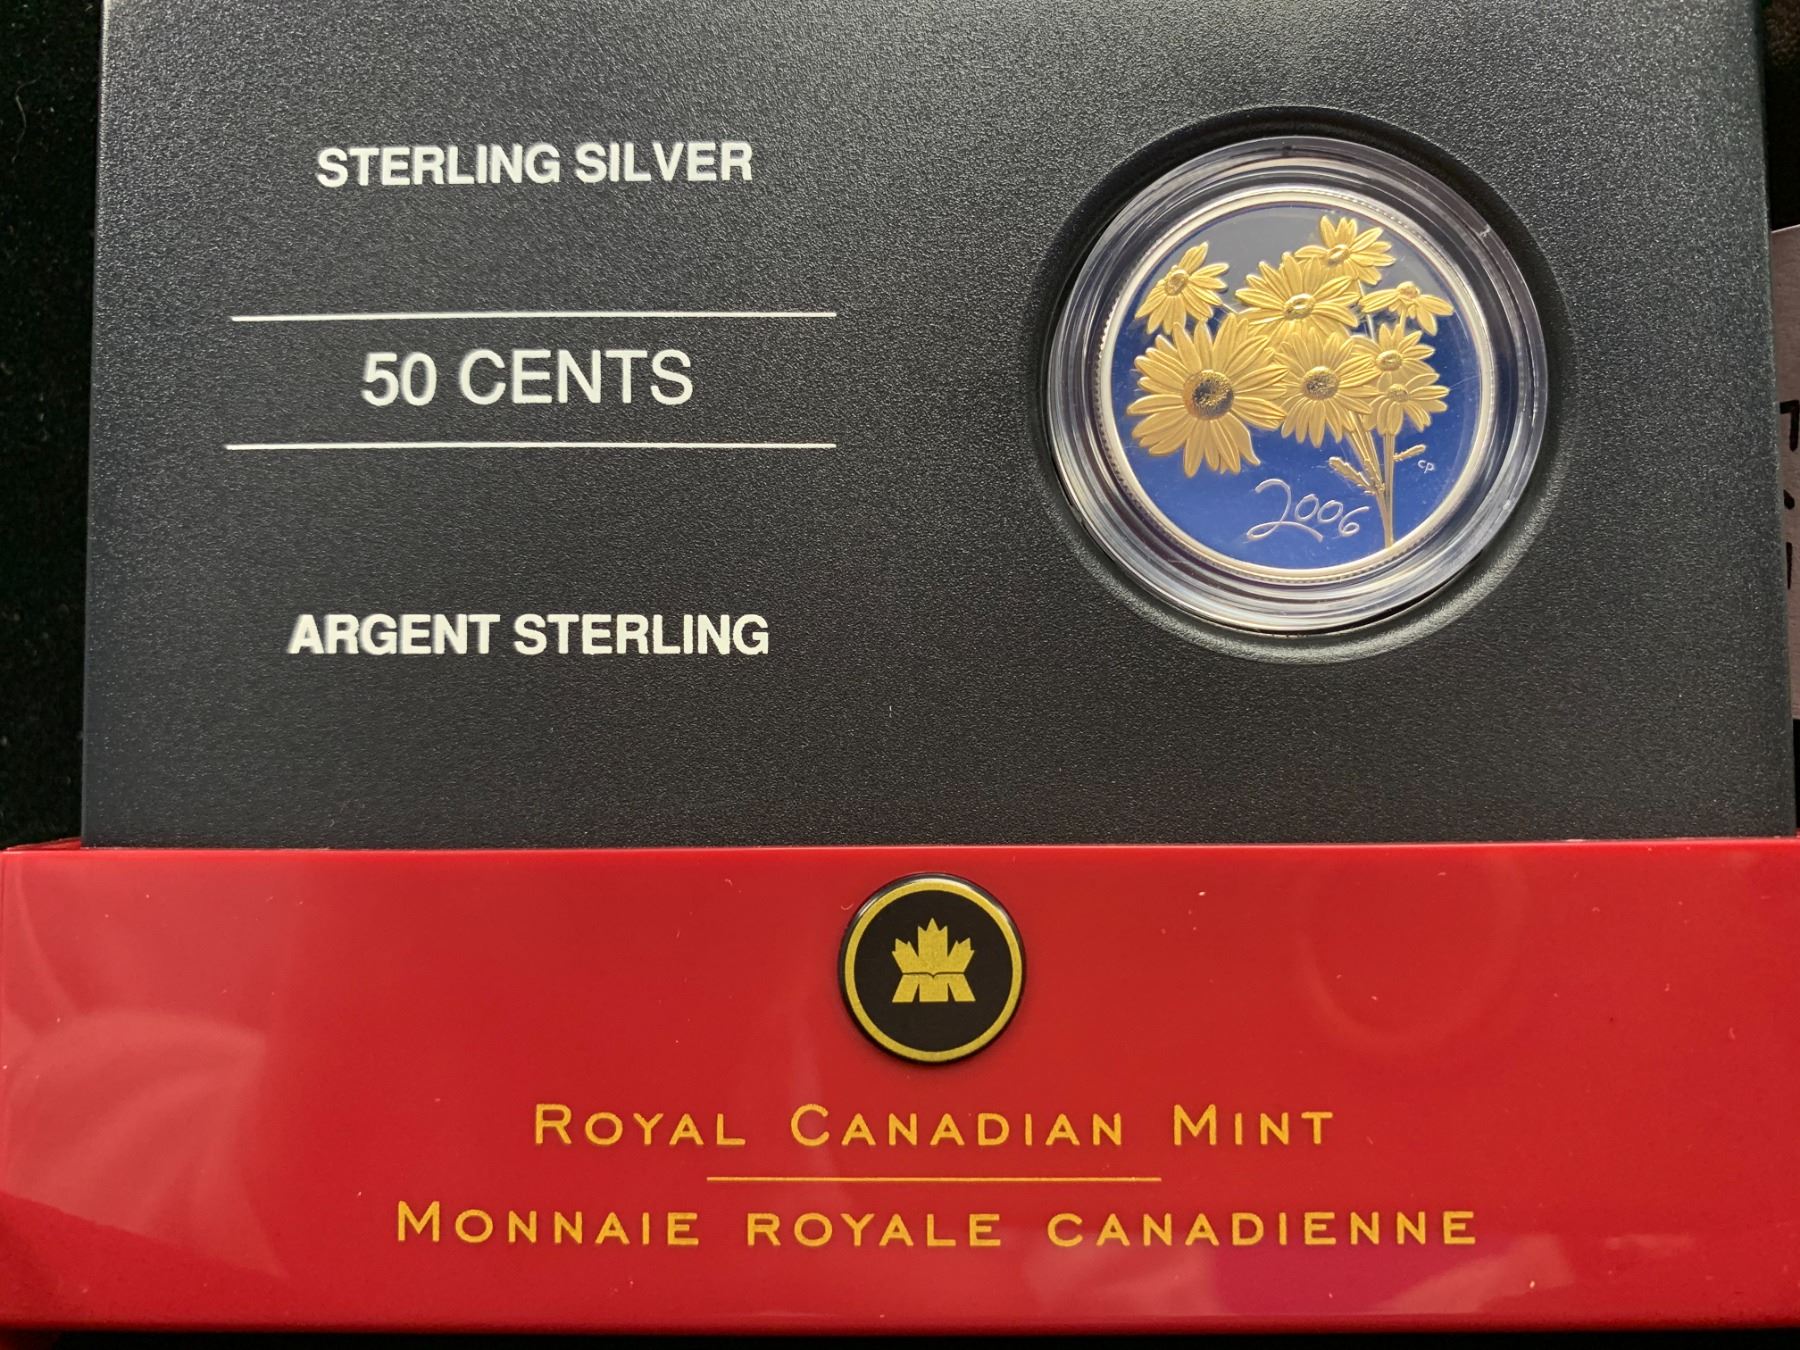 STERLING SILVER
50 CENTS
ARGENT STERLING
CP
2006
ROYAL CANADIAN MINT
MONNAIE ROYALE CANADIENNE